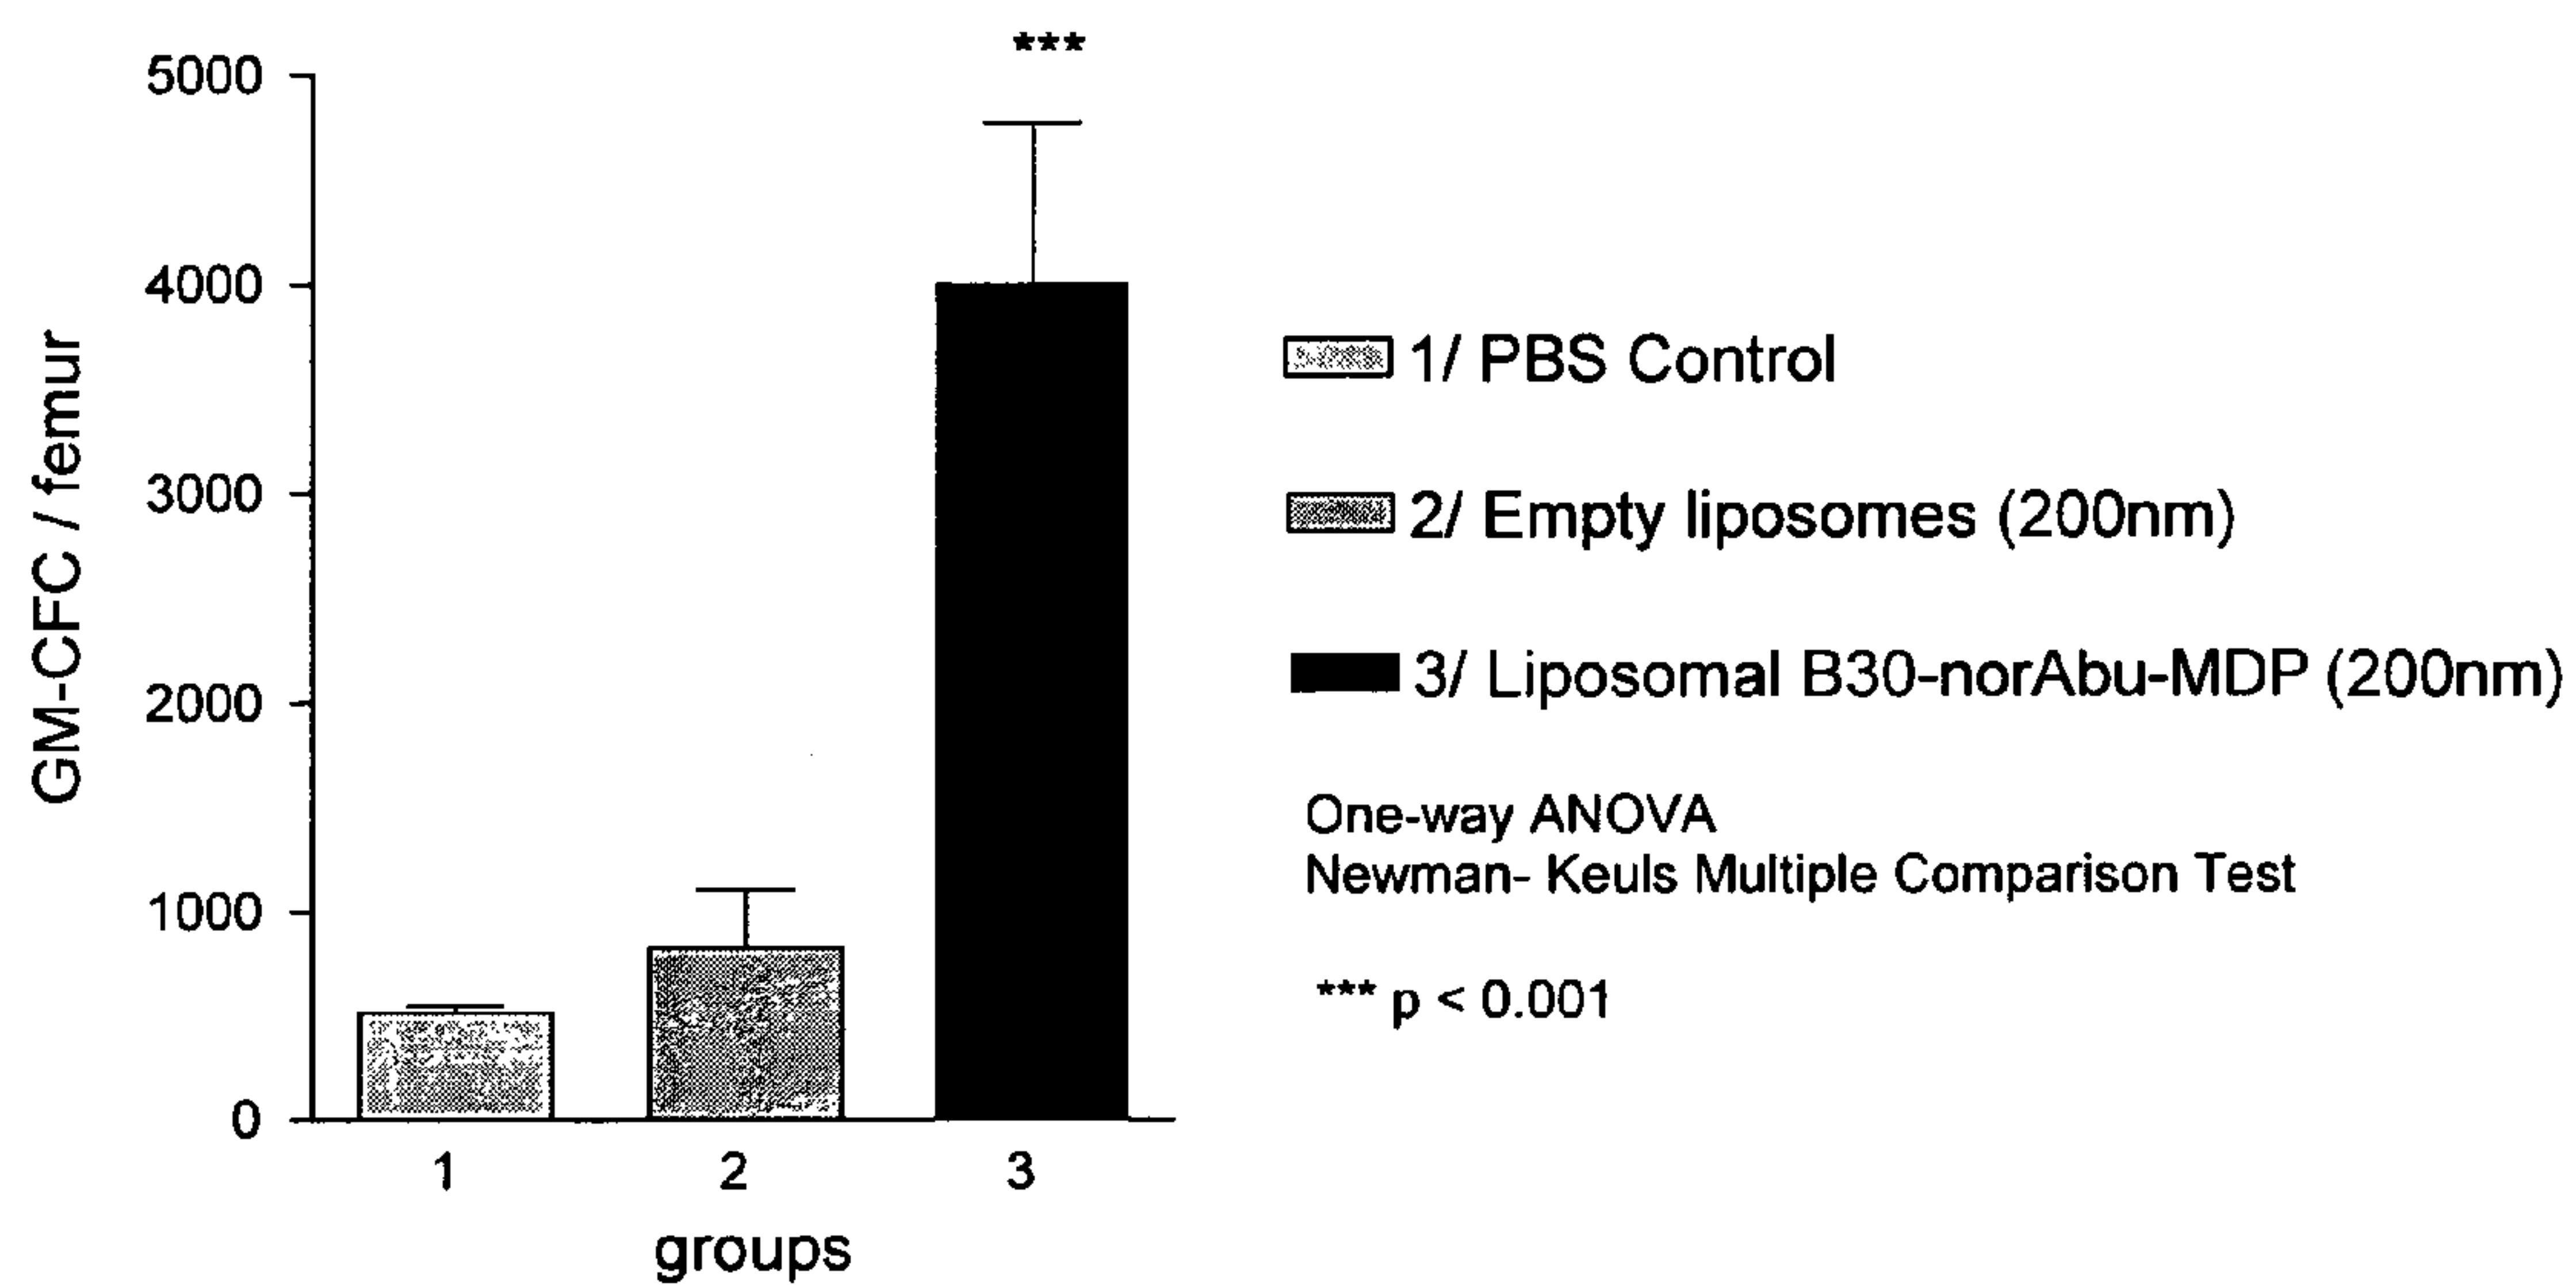 ***
5000
4000
3000
2000
1000
0
GM-CFC / femur
1 2 3
groups
1/ PBS Control
2/ Empty liposomes (200nm)
3/ Liposomal B30-norAbu-MDP (200nm)
One-way ANOVA
Newman- Keuls Multiple Comparison Test
*** p < 0.001